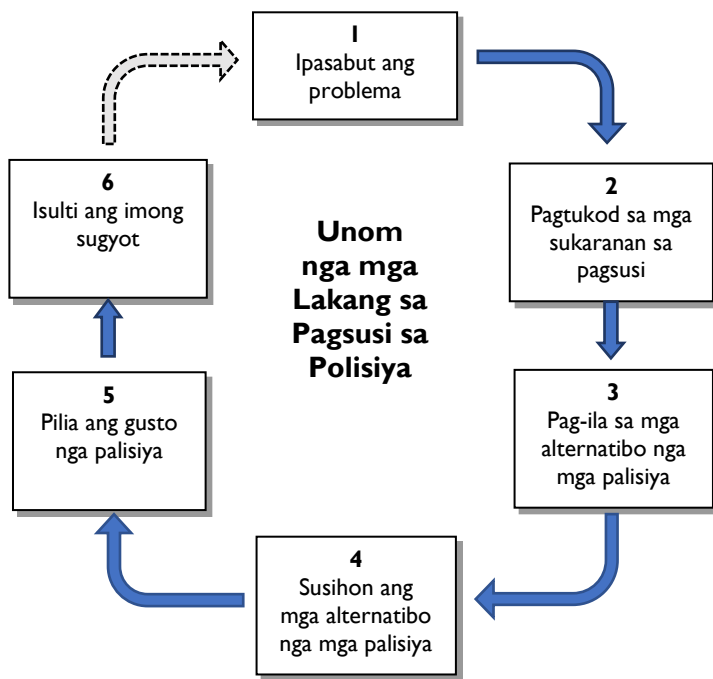 1
Ipasabut ang
problema
2
Pagtukod sa mga
sukaranan sa
pagsusi
3
Pag-ila sa mga
alternatibo nga
mga palisiya
4
Susihon ang
mga alternatibo
nga mga palisiya
5
Pilia ang gusto
nga palisiya
6
Isulti ang imong
sugyot
Unom
nga mga
Lakang sa
Pagsusi sa
Polisiya